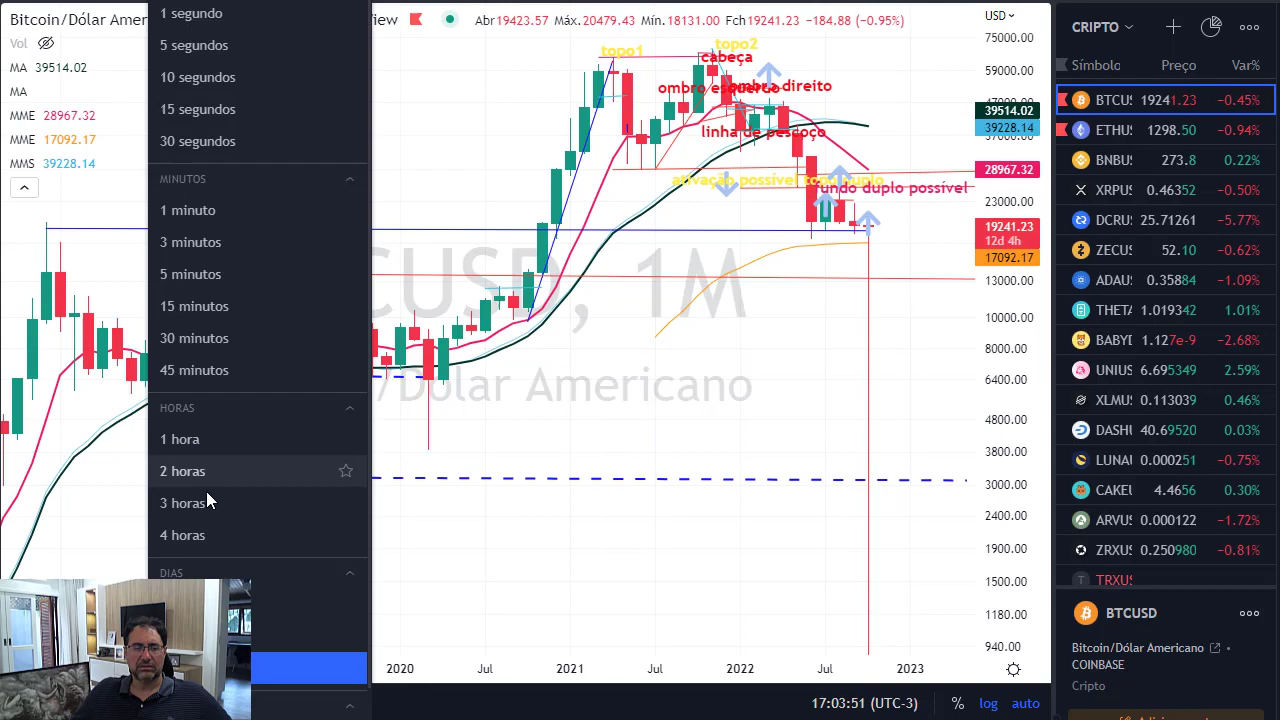 Bitcoin/Dólar Amer
iew
Abr19423.57 Máx.20479.43 Mín.18131.00 Fch19241.23 −184.88 (−0.95%)
Vol
MA 39514.02
MA
MME 28967.32
MME 17092.17
MMS 39228.14
1 segundo
5 segundos
10 segundos
15 segundos
30 segundos
MINUTOS
1 minuto
3 minutos
5 minutos
15 minutos
30 minutos
45 minutos
HORAS
1 hora
2 horas
3 horas
4 horas
DIAS
topo1
topo2
cabeça
ombro direito
linha de pescoço
ativação possível topo duplo
undo duplo possível
CUSD, 1M
/Dólar Americano
USD
75000.00
59000.00
39514.02
39228.14
28967.32
23000.00
19241.23
12d 4h
17092.17
13000.00
10000.00
8000.00
6400.00
4800.00
3800.00
3000.00
2400.00
1900.00
1500.00
1180.00
940.00
2020 Jul 2021 Jul 2022 Jul 2023
17:03:51 (UTC-3) % log auto
CRIPTO
Símbolo Preço Var%
BTCUS 19241.23 −0.45%
ETHUS 1298.50 −0.94%
BNBUS 273.8 0.22%
XRPUS 0.46352 −0.50%
DCRUS 25.71261 −5.77%
ZECUS 52.10 −0.62%
ADAUS 0.35884 −1.09%
THETA 1.019342 1.01%
BABYD 1.127e-9 −2.68%
UNIUS 6.695349 2.59%
XLMUS 0.113039 0.46%
DASHU 40.69520 0.03%
LUNAU 0.000251 −0.75%
CAKEU 4.4656 0.30%
ARVUS 0.000122 −1.72%
ZRXUS 0.250980 −0.81%
TRXUS
BTCUSD
Bitcoin/Dólar Americano
COINBASE
Cripto